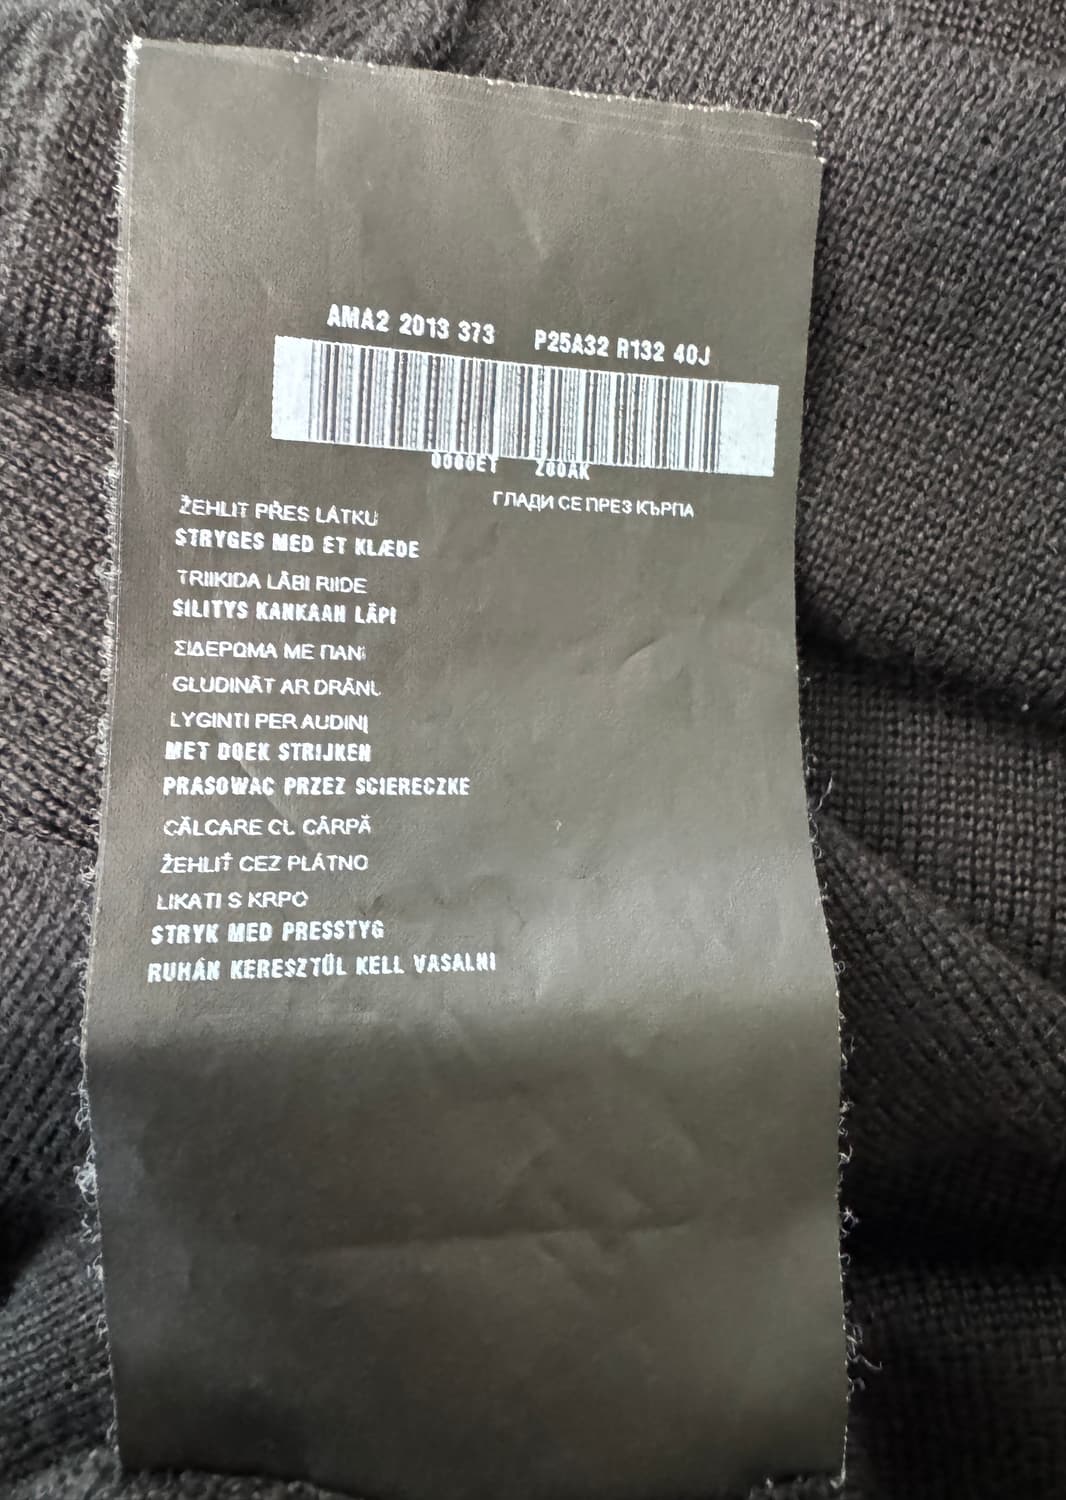 AMA2 2013 373 P25A32 R132 40J
0000ET Z00AK
ГЛАДИ СЕ ПРЕЗ КЪРПА
ŽEHLIT PŘES LÁTKU
STRYGES MED ET KLÆDE
TRIIKIDA LÄBI RIIDE
SILITYS KANKAAN LÄPI
ΣΙΔΕΡΩΜΑ ΜΕ ΠΑΝΙ
GLUDINĀT AR DRĀNU
LYGINTI PER AUDINĮ
MET DOEK STRIJKEN
PRASOWAC PRZEZ SCIERECZKE
CĂLCARE CU CÂRPĂ
ŽEHLIŤ CEZ PLÁTNO
LIKATI S KRPO
STRYK MED PRESSTYG
RUHÁN KERESZTÜL KELL VASALNI